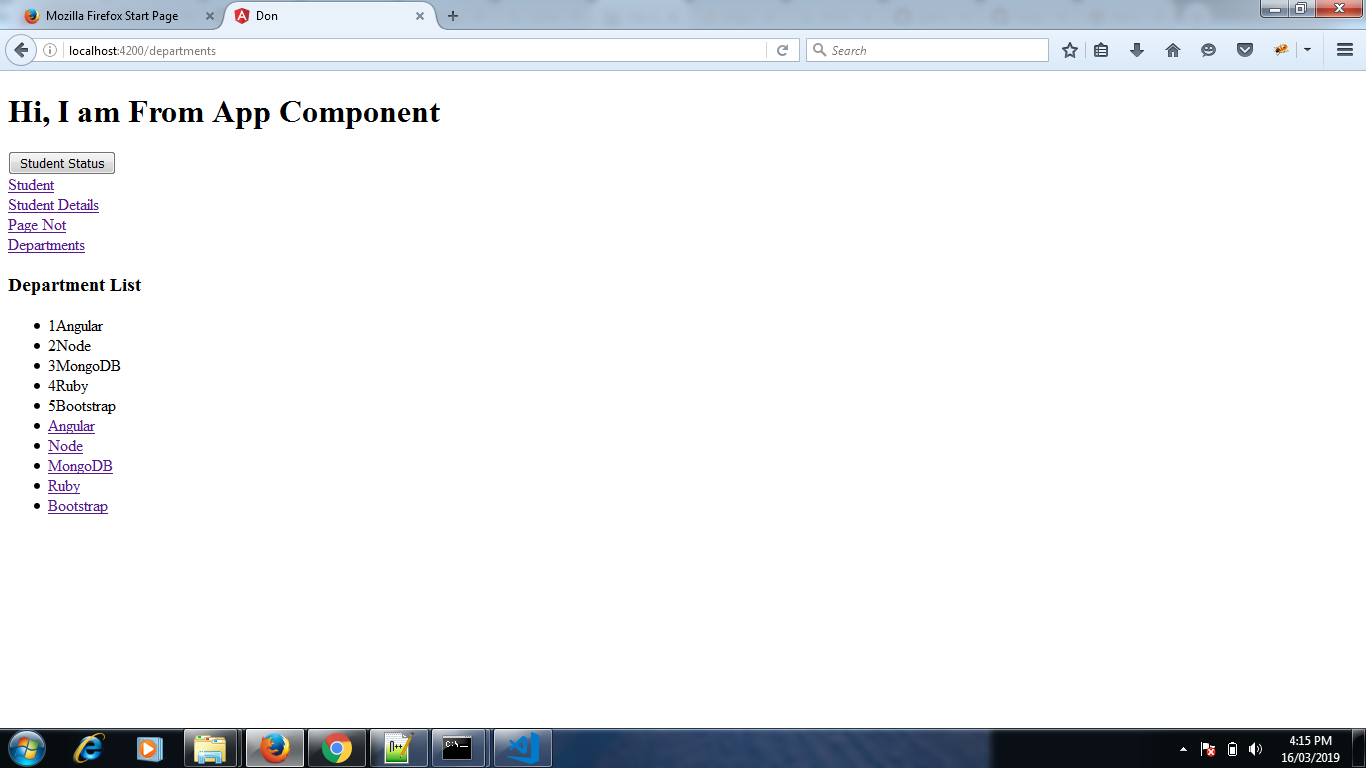 Mozilla Firefox Start Page
Don
localhost:4200/departments
Search
Hi, I am From App Component
Student Status
Student
Student Details
Page Not
Departments
Department List
1Angular
2Node
3MongoDB
4Ruby
5Bootstrap
Angular
Node
MongoDB
Ruby
Bootstrap
4:15 PM
16/03/2019